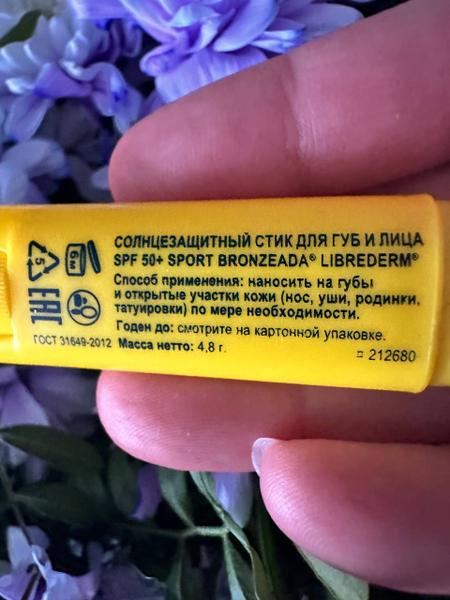 СОЛНЦЕЗАЩИТНЫЙ СТИК ДЛЯ ГУБ И ЛИЦА
SPF 50+ SPORT BRONZEADA® LIBREDERM®
Способ применения: наносить на губы
и открытые участки кожи (нос, уши, родинки,
татуировки) по мере необходимости.
Годен до: смотрите на картонной упаковке.
Масса нетто: 4,8 г.
212680
5
6 М
EAC
ГОСТ 31649-2012